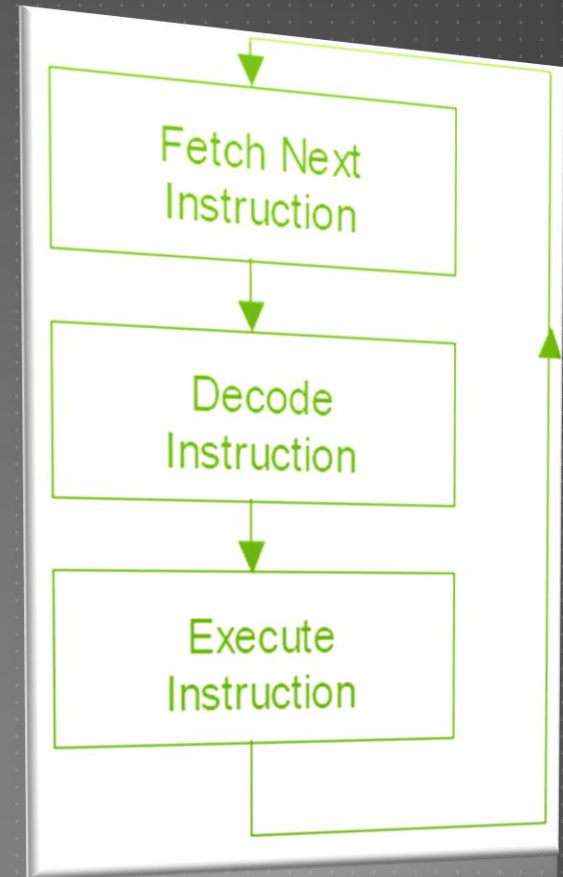 Fetch Next
Instruction
Decode
Instruction
Execute
Instruction